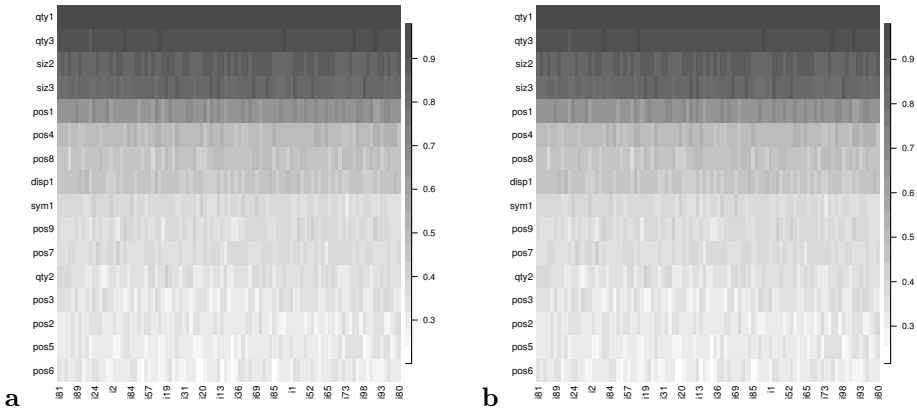 qty1
qty3
siz2
siz3
pos1
pos4
pos8
disp1
sym1
pos9
pos7
qty2
pos3
pos2
pos5
pos6
0.9
0.8
0.7
0.6
0.5
0.4
0.3
i81 i89 i24 i2 i84 i57 i19 i31 i20 i13 i36 i69 i85 i1 i52 i65 i73 i98 i93 i80
a
qty1
qty3
siz2
siz3
pos1
pos4
pos8
disp1
sym1
pos9
pos7
qty2
pos3
pos2
pos5
pos6
0.9
0.8
0.7
0.6
0.5
0.4
0.3
i81 i89 i24 i2 i84 i57 i19 i31 i20 i13 i36 i69 i85 i1 i52 i65 i73 i98 i93 i80
b